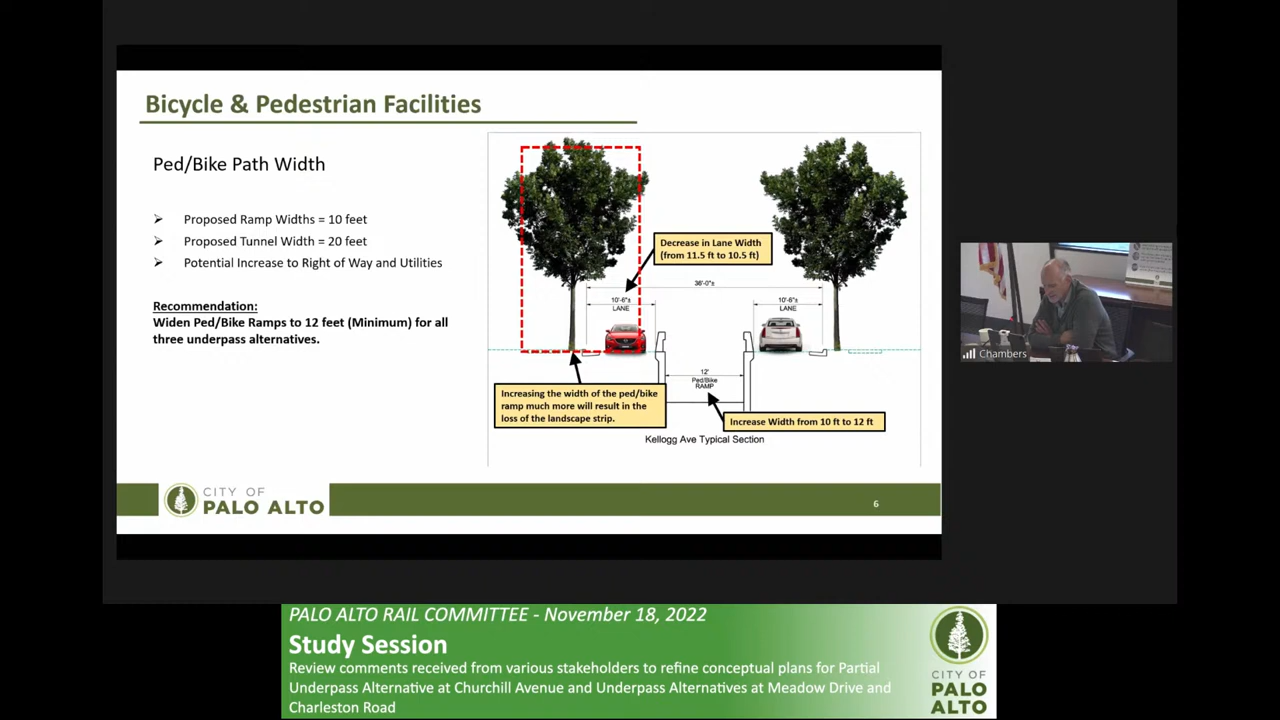 Bicycle & Pedestrian Facilities
Ped/Bike Path Width
➢ Proposed Ramp Widths = 10 feet
➢ Proposed Tunnel Width = 20 feet
➢ Potential Increase to Right of Way and Utilities
Recommendation:
Widen Ped/Bike Ramps to 12 feet (Minimum) for all
three underpass alternatives.
Decrease in Lane Width
(from 11.5 ft to 10.5 ft)
36'-0"±
10'-6"±
LANE
10'-6"±
LANE
12'
Ped/Bike
RAMP
Increasing the width of the ped/bike
ramp much more will result in the
loss of the landscape strip.
Increase Width from 10 ft to 12 ft
Kellogg Ave Typical Section
CITY OF
PALO ALTO
6
Chambers
PALO ALTO RAIL COMMITTEE - November 18, 2022
Study Session
Review comments received from various stakeholders to refine conceptual plans for Partial
Underpass Alternative at Churchill Avenue and Underpass Alternatives at Meadow Drive and
Charleston Road
CITY OF
PALO
ALTO